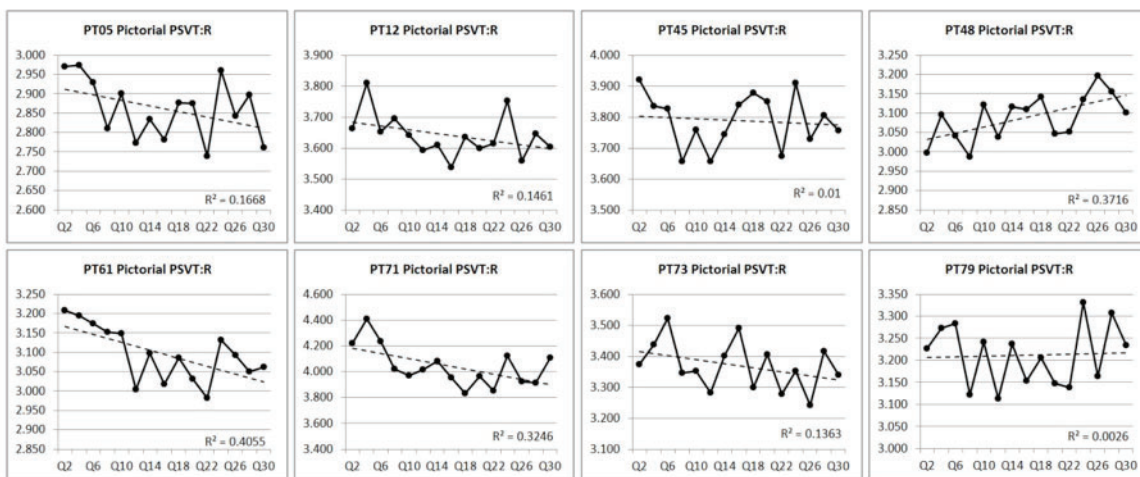 PT05 Pictorial PSVT:R
3.000
2.950
2.900
2.850
2.800
2.750
2.700
2.650
2.600
R² = 0.1668
Q2 Q6 Q10 Q14 Q18 Q22 Q26 Q30
PT12 Pictorial PSVT:R
3.900
3.800
3.700
3.600
3.500
3.400
R² = 0.1461
Q2 Q6 Q10 Q14 Q18 Q22 Q26 Q30
PT45 Pictorial PSVT:R
4.000
3.900
3.800
3.700
3.600
3.500
R² = 0.01
Q2 Q6 Q10 Q14 Q18 Q22 Q26 Q30
PT48 Pictorial PSVT:R
3.250
3.200
3.150
3.100
3.050
3.000
2.950
2.900
2.850
R² = 0.3716
Q2 Q6 Q10 Q14 Q18 Q22 Q26 Q30
PT61 Pictorial PSVT:R
3.250
3.200
3.150
3.100
3.050
3.000
2.950
2.900
2.850
R² = 0.4055
Q2 Q6 Q10 Q14 Q18 Q22 Q26 Q30
PT71 Pictorial PSVT:R
4.600
4.400
4.200
4.000
3.800
3.600
3.400
R² = 0.3246
Q2 Q6 Q10 Q14 Q18 Q22 Q26 Q30
PT73 Pictorial PSVT:R
3.600
3.500
3.400
3.300
3.200
3.100
R² = 0.1363
Q2 Q6 Q10 Q14 Q18 Q22 Q26 Q30
PT79 Pictorial PSVT:R
3.350
3.300
3.250
3.200
3.150
3.100
3.050
3.000
R² = 0.0026
Q2 Q6 Q10 Q14 Q18 Q22 Q26 Q30